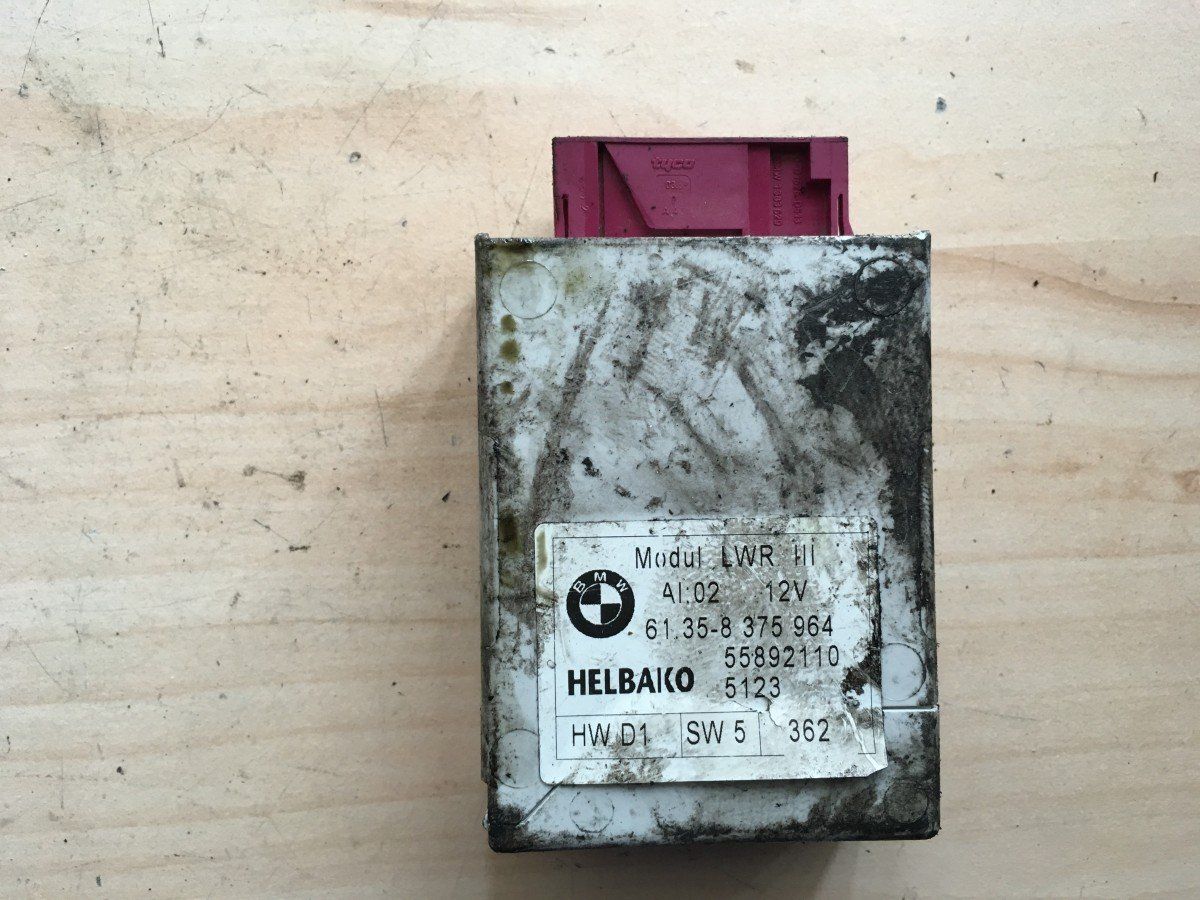 tyco
Modul LWR III
BMW
AI:02 12V
61.35-8 375 964
55892110
HELBAKO
5123
HW D1
SW 5
362